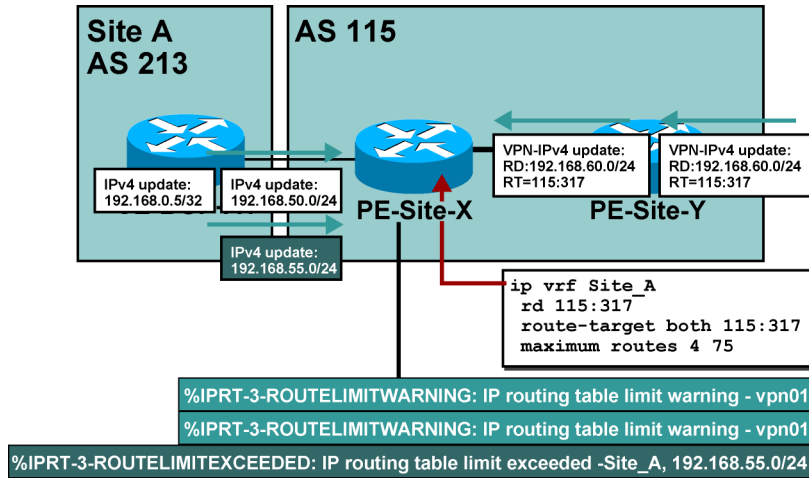 Site A
AS 213
AS 115
VPN-IPv4 update:
RD:192.168.60.0/24
RT=115:317
VPN-IPv4 update:
RD:192.168.60.0/24
RT=115:317
IPv4 update:
192.168.0.5/32
IPv4 update:
192.168.50.0/24
PE-Site-X
PE-Site-Y
IPv4 update:
192.168.55.0/24
ip vrf Site_A
rd 115:317
route-target both 115:317
maximum routes 4 75
%IPRT-3-ROUTELIMITWARNING: IP routing table limit warning - vpn01
%IPRT-3-ROUTELIMITWARNING: IP routing table limit warning - vpn01
%IPRT-3-ROUTELIMITEXCEEDED: IP routing table limit exceeded -Site_A, 192.168.55.0/24